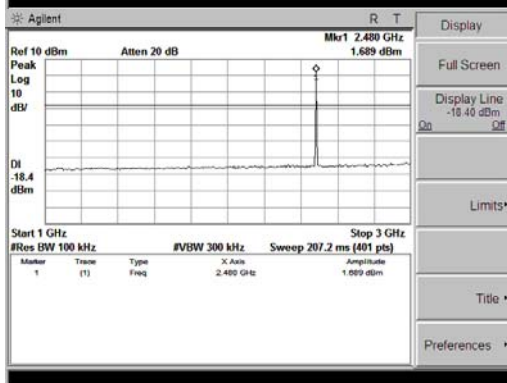 Agilent R T
Mkr1 2.480 GHz
Ref 10 dBm Atten 20 dB 1.689 dBm
Peak
Log
10
dB/
DI
-18.4
dBm
Start 1 GHz Stop 3 GHz
#Res BW 100 kHz #VBW 300 kHz Sweep 207.2 ms (401 pts)
Marker Trace Type X Axis Amplitude
1 (1) Freq 2.480 GHz 1.689 dBm
Display
Full Screen
Display Line
-18.40 dBm
On Off
Limits
Title
Preferences